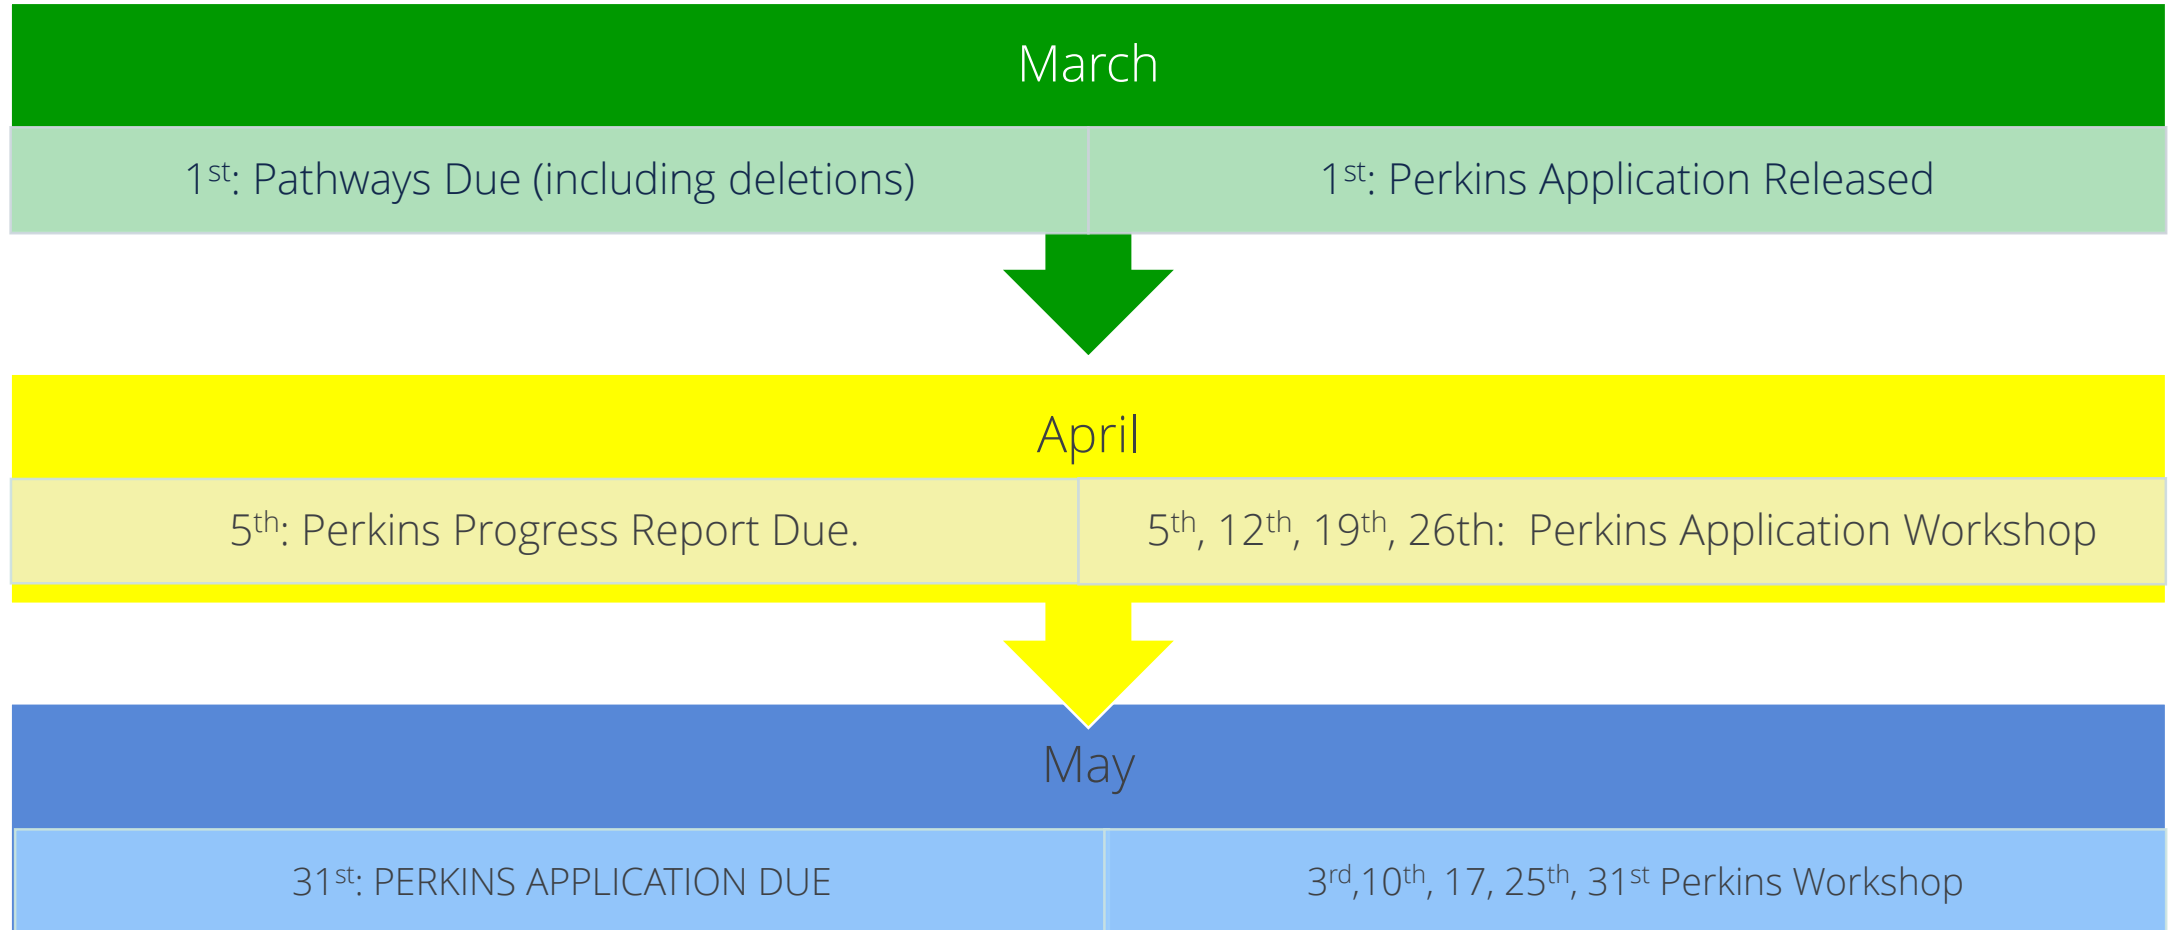 March
1st: Pathways Due (including deletions)
1st: Perkins Application Released
April
5th: Perkins Progress Report Due.
5th, 12th, 19th, 26th:  Perkins Application Workshop
May
31st: PERKINS APPLICATION DUE
3rd,10th, 17, 25th, 31st Perkins Workshop